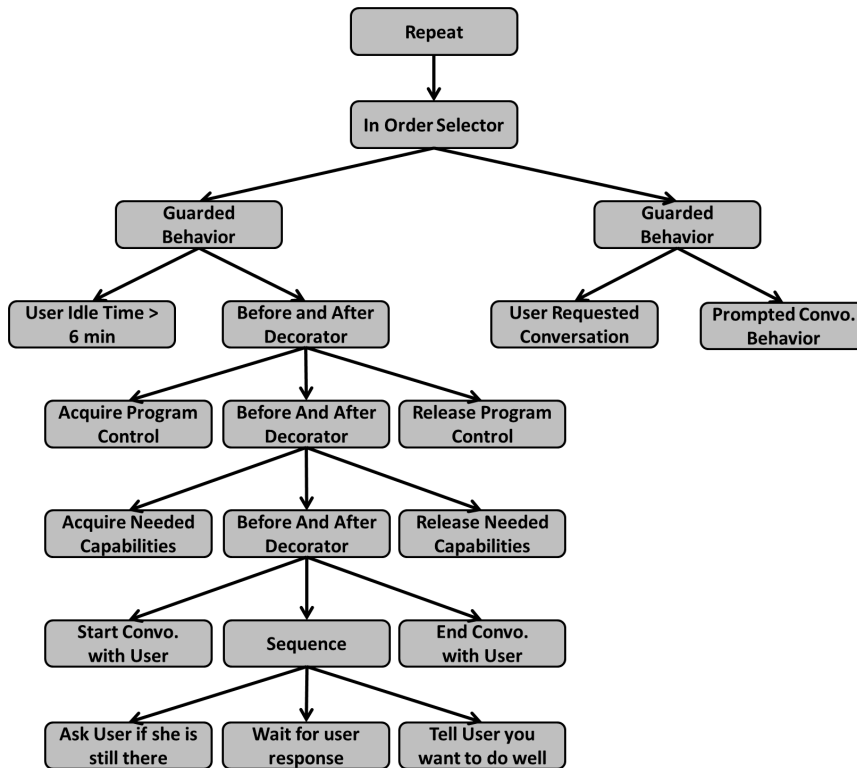 Repeat
In Order Selector
Guarded
Behavior
Guarded
Behavior
User Idle Time >
6 min
Before and After
Decorator
User Requested
Conversation
Prompted Convo.
Behavior
Acquire Program
Control
Before And After
Decorator
Release Program
Control
Acquire Needed
Capabilities
Before And After
Decorator
Release Needed
Capabilities
Start Convo.
with User
Sequence
End Convo.
with User
Ask User if she is
still there
Wait for user
response
Tell User you
want to do well